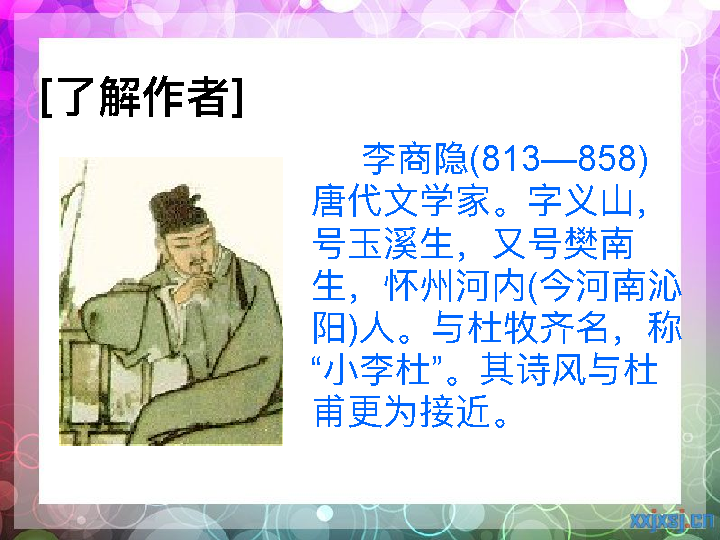 [了解作者]
李商隐(813—858)
唐代文学家。字义山，
号玉溪生，又号樊南
生，怀州河内(今河南沁
阳)人。与杜牧齐名，称
“小李杜”。其诗风与杜
甫更为接近。
xxjxsj.cn